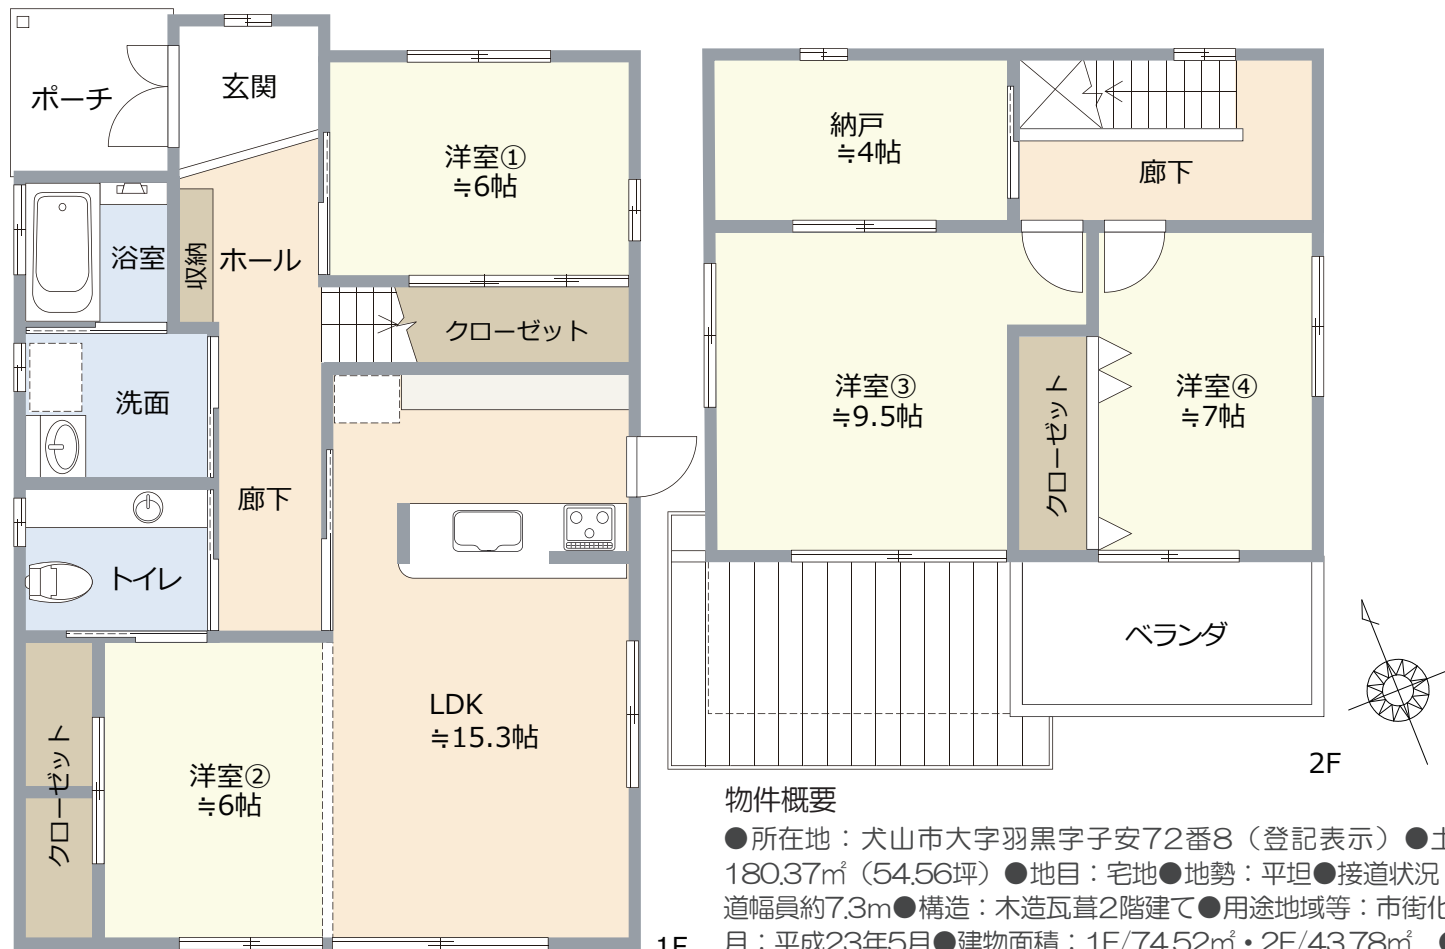 ポーチ
玄関
洋室①
≒6帖
浴室
収納
ホール
クローゼット
洗面
廊下
トイレ
LDK
≒15.3帖
クローゼット
クローゼット
洋室②
≒6帖
1F
納戸
≒4帖
廊下
洋室③
≒9.5帖
クローゼット
洋室④
≒7帖
ベランダ
2F
物件概要
●所在地：犬山市大字羽黒字子安72番8（登記表示）●土
180.37㎡（54.56坪）●地目：宅地●地勢：平坦●接道状況
道幅員約7.3m●構造：木造瓦葺2階建て●用途地域等：市街化
月：平成23年5月●建物面積：1F/74.52㎡・2F/43.78㎡ ●